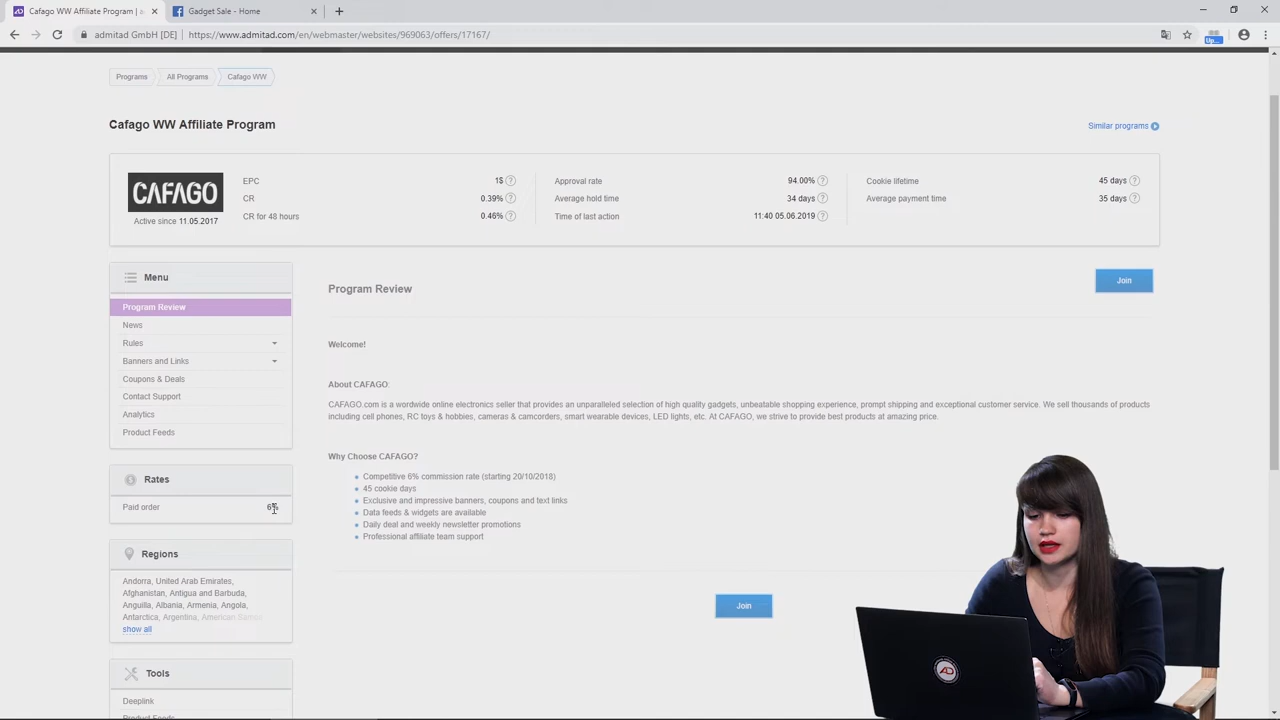 Cafago WW Affiliate Program | a
Gadget Sale - Home
admitad GmbH [DE] | https://www.admitad.com/en/webmaster/websites/969063/offers/17167/
Up...
Programs
All Programs
Cafago WW
Cafago WW Affiliate Program
Similar programs
CAFAGO
Active since 11.05.2017
EPC 1$
CR 0.39%
CR for 48 hours 0.46%
Approval rate 94.00%
Average hold time 34 days
Time of last action 11:40 05.06.2019
Cookie lifetime 45 days
Average payment time 35 days
Menu
Program Review
News
Rules
Banners and Links
Coupons & Deals
Contact Support
Analytics
Product Feeds
Rates
Paid order 6%
Regions
Andorra, United Arab Emirates,
Afghanistan, Antigua and Barbuda,
Anguilla, Albania, Armenia, Angola,
Antarctica, Argentina, American Samoa
show all
Tools
Deeplink
Product Feeds
Program Review
Join
Welcome!
About CAFAGO:
CAFAGO.com is a wordwide online electronics seller that provides an unparalleled selection of high quality gadgets, unbeatable shopping experience, prompt shipping and exceptional customer service. We sell thousands of products
including cell phones, RC toys & hobbies, cameras & camcorders, smart wearable devices, LED lights, etc. At CAFAGO, we strive to provide best products at amazing price.
Why Choose CAFAGO?
Competitive 6% commission rate (starting 20/10/2018)
45 cookie days
Exclusive and impressive banners, coupons and text links
Data feeds & widgets are available
Daily deal and weekly newsletter promotions
Professional affiliate team support
Join
AD